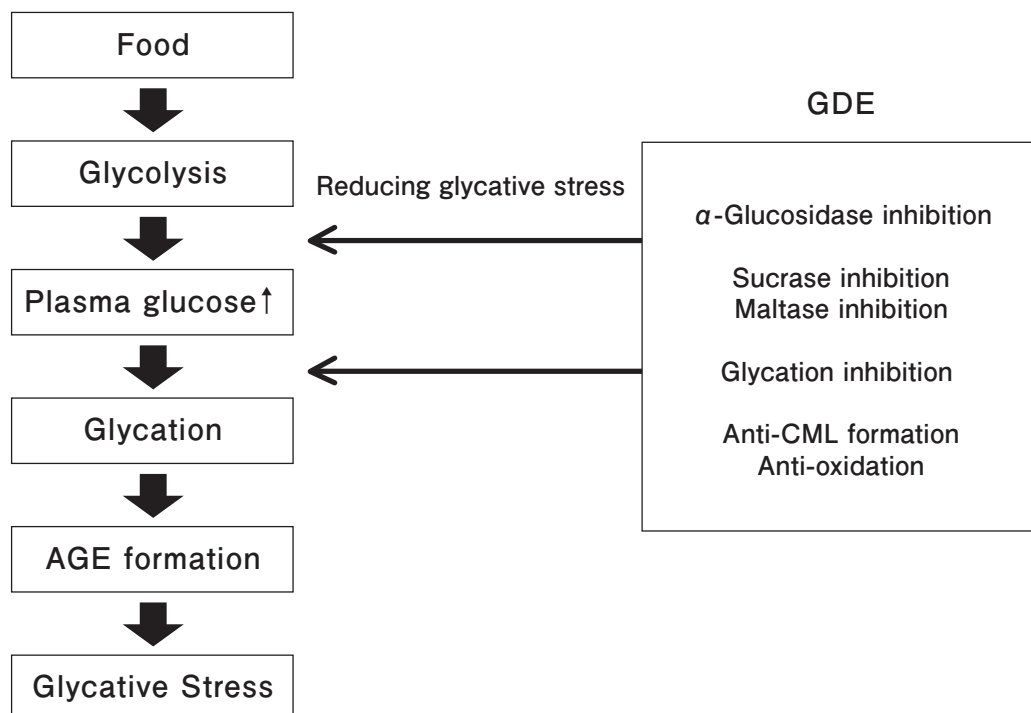 Food
Glycolysis
Plasma glucose↑
Glycation
AGE formation
Glycative Stress
Reducing glycative stress
GDE
α-Glucosidase inhibition
Sucrase inhibition
Maltase inhibition
Glycation inhibition
Anti-CML formation
Anti-oxidation